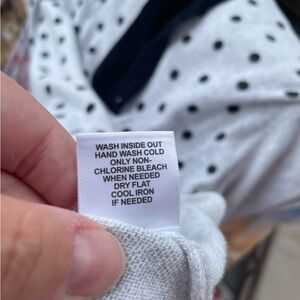 WASH INSIDE OUT
HAND WASH COLD
ONLY NON-
CHLORINE BLEACH
WHEN NEEDED
DRY FLAT
COOL IRON
IF NEEDED